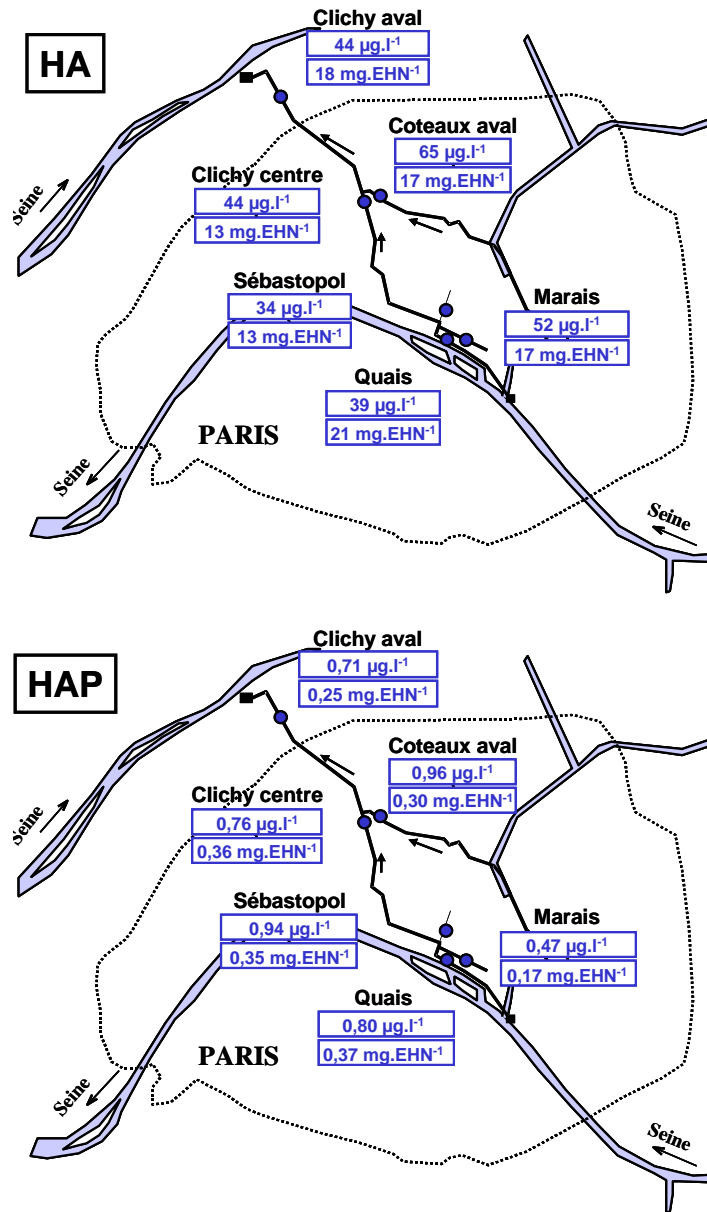 Clichy aval
HA
44 µg.l⁻¹
18 mg.EHN⁻¹
Coteaux aval
65 µg.l⁻¹
17 mg.EHN⁻¹
Clichy centre
44 µg.l⁻¹
13 mg.EHN⁻¹
Seine
Sébastopol
34 µg.l⁻¹
13 mg.EHN⁻¹
Marais
52 µg.l⁻¹
17 mg.EHN⁻¹
Quais
39 µg.l⁻¹
21 mg.EHN⁻¹
PARIS
Seine
Seine
Clichy aval
HAP
0,71 µg.l⁻¹
0,25 mg.EHN⁻¹
Coteaux aval
0,96 µg.l⁻¹
0,30 mg.EHN⁻¹
Clichy centre
0,76 µg.l⁻¹
0,36 mg.EHN⁻¹
Seine
Sébastopol
0,94 µg.l⁻¹
0,35 mg.EHN⁻¹
Marais
0,47 µg.l⁻¹
0,17 mg.EHN⁻¹
Quais
0,80 µg.l⁻¹
0,37 mg.EHN⁻¹
PARIS
Seine
Seine